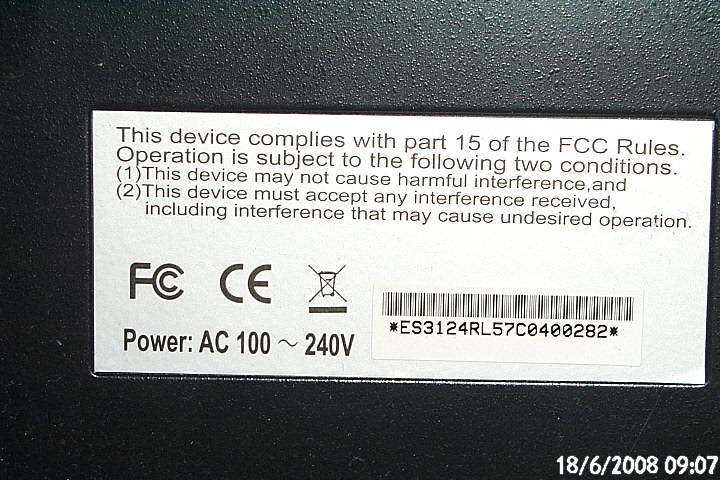 This device complies with part 15 of the FCC Rules.
Operation is subject to the following two conditions.
(1)This device may not cause harmful interference,and
(2)This device must accept any interference received,
including interference that may cause undesired operation.
FC CE
*ES3124RL57C0400282*
Power: AC 100 ~ 240V
18/6/2008 09:07